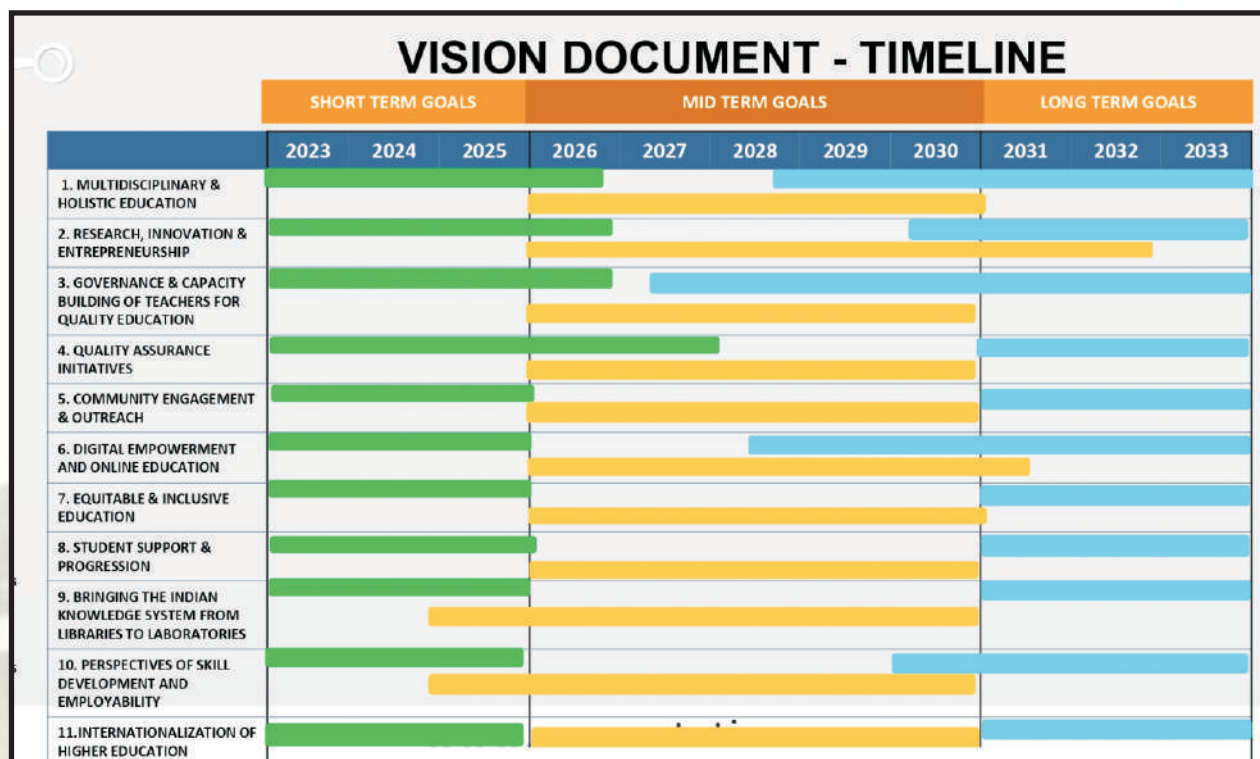 VISION DOCUMENT - TIMELINE
SHORT TERM GOALS MID TERM GOALS LONG TERM GOALS
2023 2024 2025 2026 2027 2028 2029 2030 2031 2032 2033
1. MULTIDISCIPLINARY &
HOLISTIC EDUCATION
2. RESEARCH, INNOVATION &
ENTREPRENEURSHIP
3. GOVERNANCE & CAPACITY
BUILDING OF TEACHERS FOR
QUALITY EDUCATION
4. QUALITY ASSURANCE
INITIATIVES
5. COMMUNITY ENGAGEMENT
& OUTREACH
6. DIGITAL EMPOWERMENT
AND ONLINE EDUCATION
7. EQUITABLE & INCLUSIVE
EDUCATION
8. STUDENT SUPPORT &
PROGRESSION
9. BRINGING THE INDIAN
KNOWLEDGE SYSTEM FROM
LIBRARIES TO LABORATORIES
10. PERSPECTIVES OF SKILL
DEVELOPMENT AND
EMPLOYABILITY
11.INTERNATIONALIZATION OF
HIGHER EDUCATION